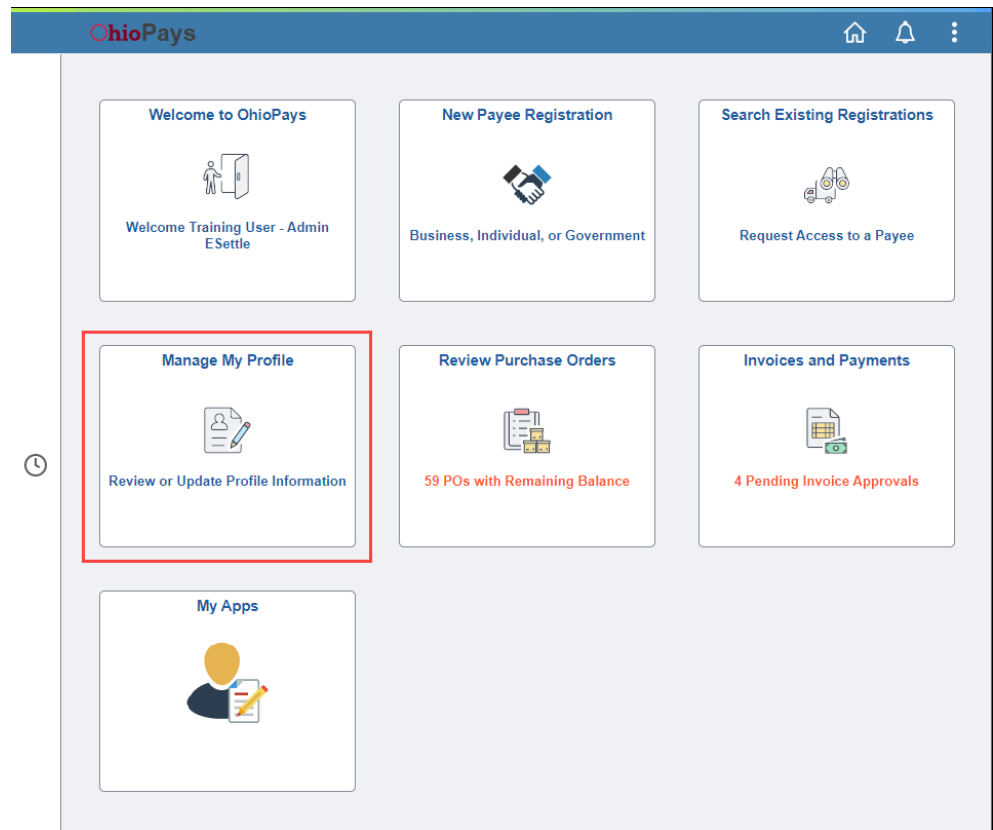 OhioPays
Welcome to OhioPays
Welcome Training User - Admin
ESettle
New Payee Registration
Business, Individual, or Government
Search Existing Registrations
Request Access to a Payee
Manage My Profile
Review or Update Profile Information
Review Purchase Orders
59 POs with Remaining Balance
Invoices and Payments
4 Pending Invoice Approvals
My Apps